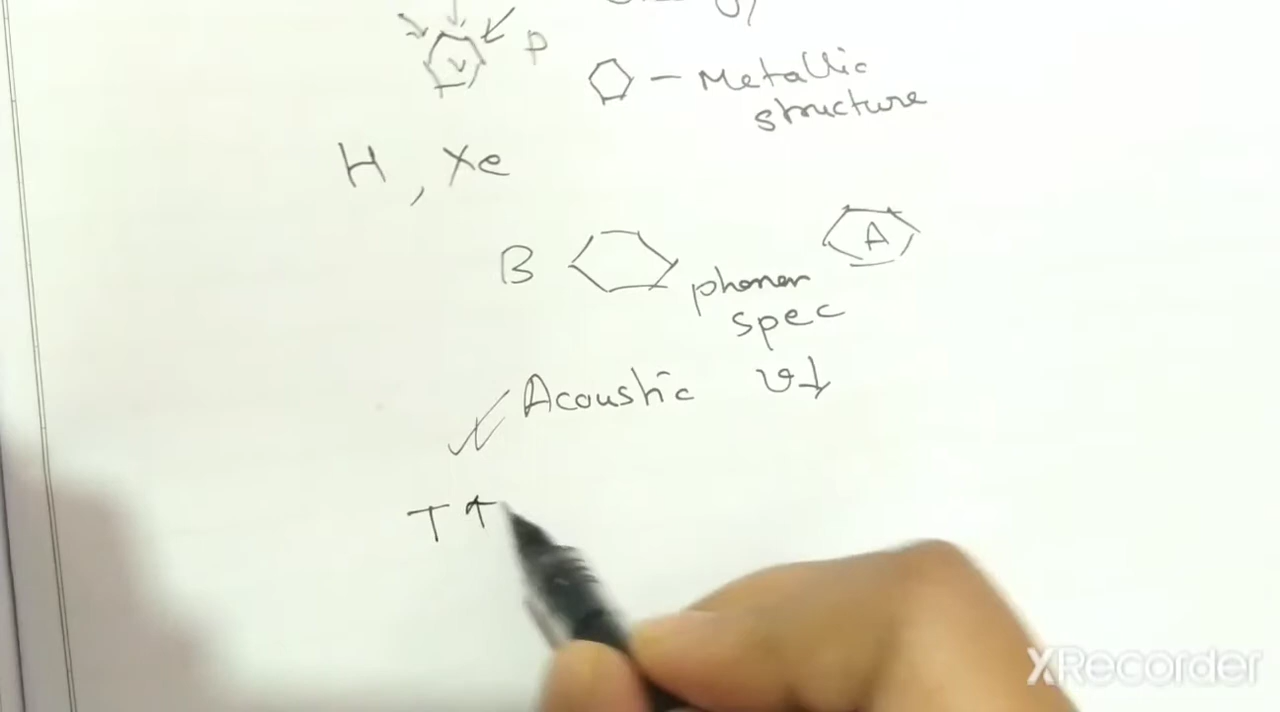 P
⬡ – Metallic
structure
H, Xe
B
A
phonon
spec
Acoustic ν↓
T ↑
XRecorder